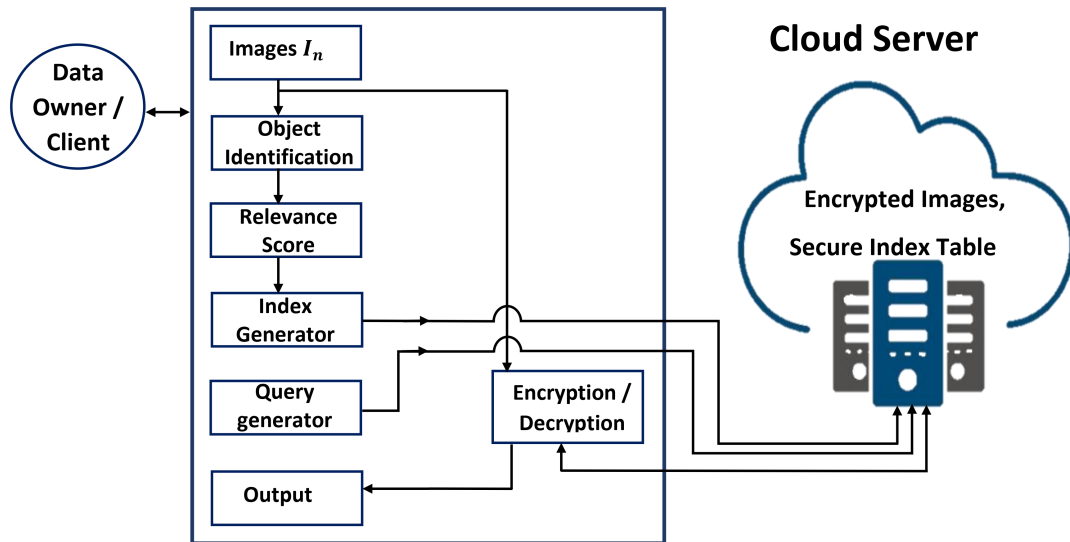 Data
Owner /
Client
Images Iₙ
Object
Identification
Relevance
Score
Index
Generator
Query
generator
Output
Encryption /
Decryption
Cloud Server
Encrypted Images,
Secure Index Table